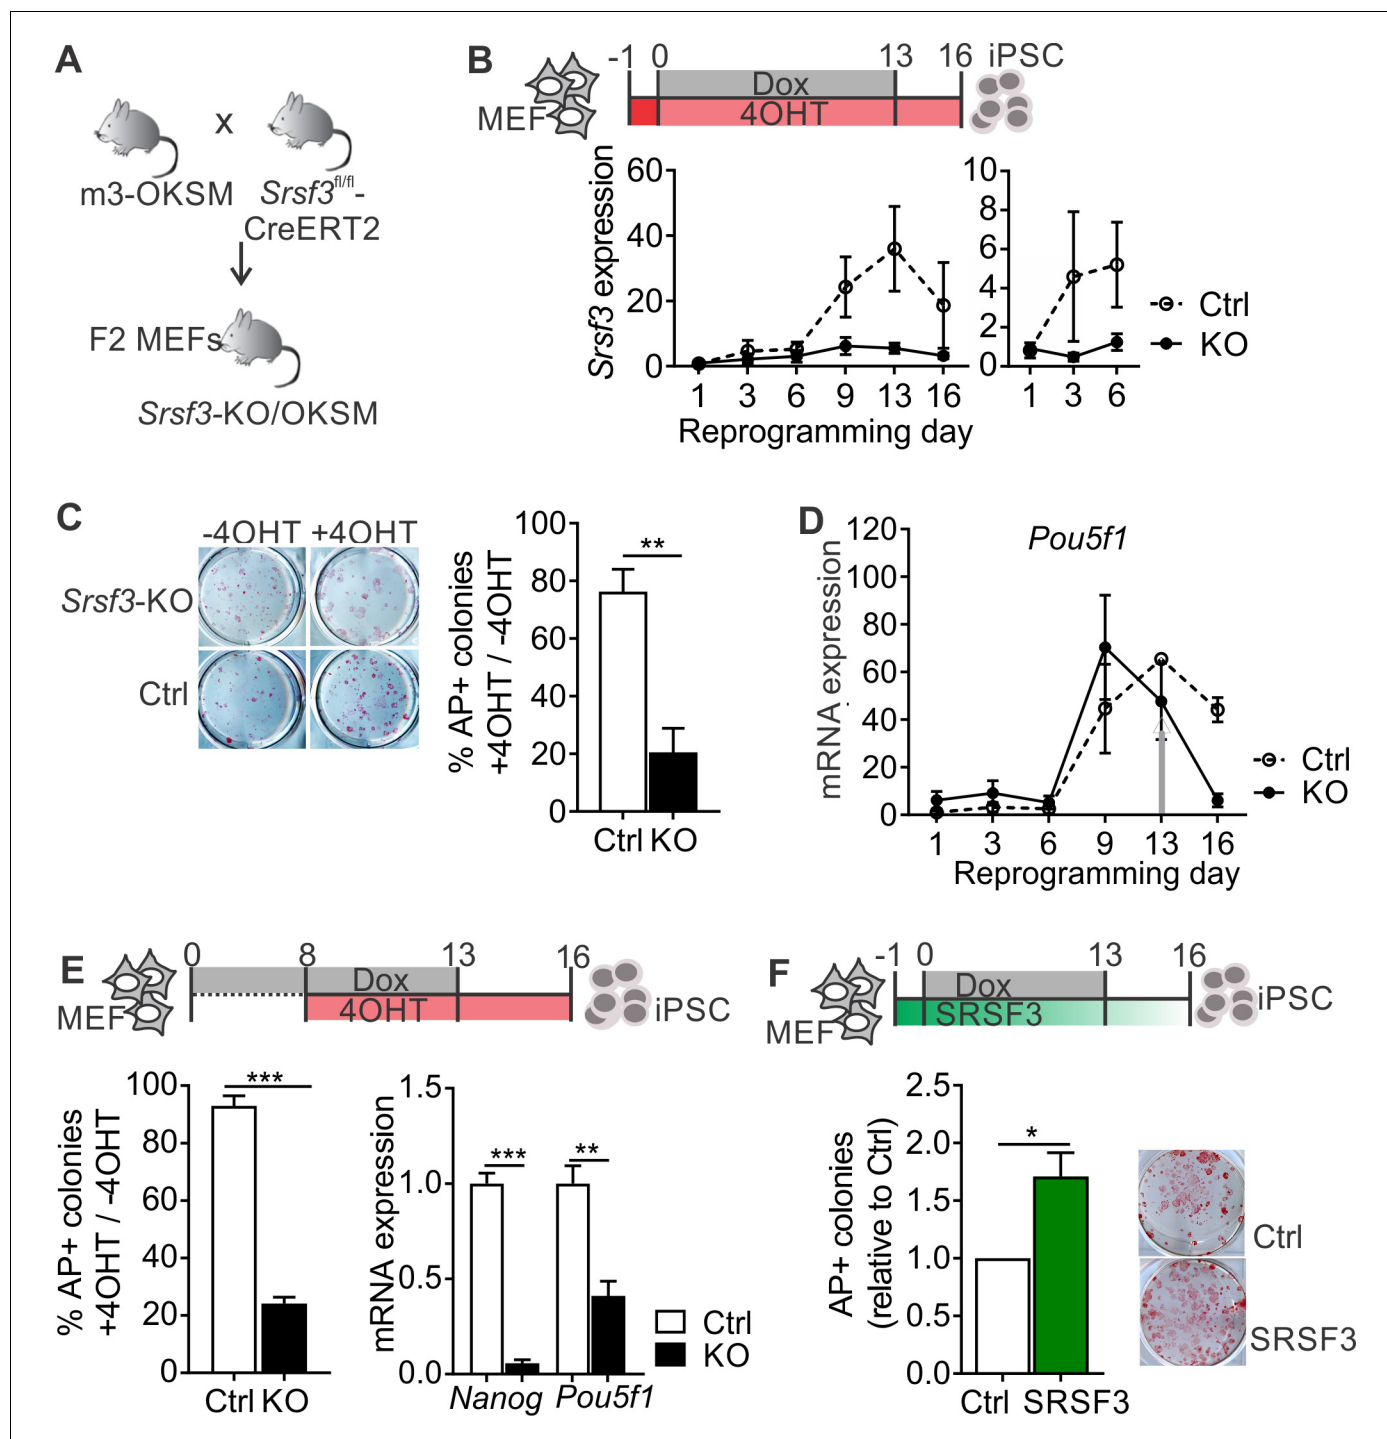 A
x
m3-OKSM
Srsf3fl/fl-
CreERT2
F2 MEFs
Srsf3-KO/OKSM
B
-1 0 13 16 iPSC
Dox
MEF 4OHT
Srsf3 expression
60
40
20
0
1 3 6 9 13 16
Reprogramming day
10
8
6
4
2
0
1 3 6
Ctrl
KO
C
-4OHT +4OHT
Srsf3-KO
Ctrl
% AP+ colonies
+4OHT / -4OHT
100
80
60
40
20
0
**
Ctrl KO
D
Pou5f1
mRNA expression
120
100
80
60
40
20
0
1 3 6 9 13 16
Reprogramming day
Ctrl
KO
E
0 8 13 16
Dox
MEF 4OHT iPSC
% AP+ colonies
+4OHT / -4OHT
100
80
60
40
20
0
***
Ctrl KO
mRNA expression
1.5
1.0
0.5
0.0
*** **
Nanog Pou5f1
Ctrl
KO
F
-1 0 13 16
Dox
iPSC
MEF SRSF3
AP+ colonies
(relative to Ctrl)
2.5
2.0
1.5
1.0
0.5
0.0
*
Ctrl SRSF3
Ctrl
SRSF3